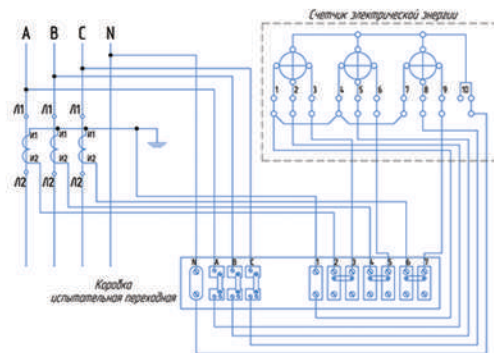 Счетчик электрической энергии
A B C N
1 2 3 4 5 6 7 8 9 10
Л1 Л1 Л1
И1 И1 И1
И2 И2 И2
Л2 Л2 Л2
N A B C 1 2 3 4 5 6 7
Коробка
испытательная переходная